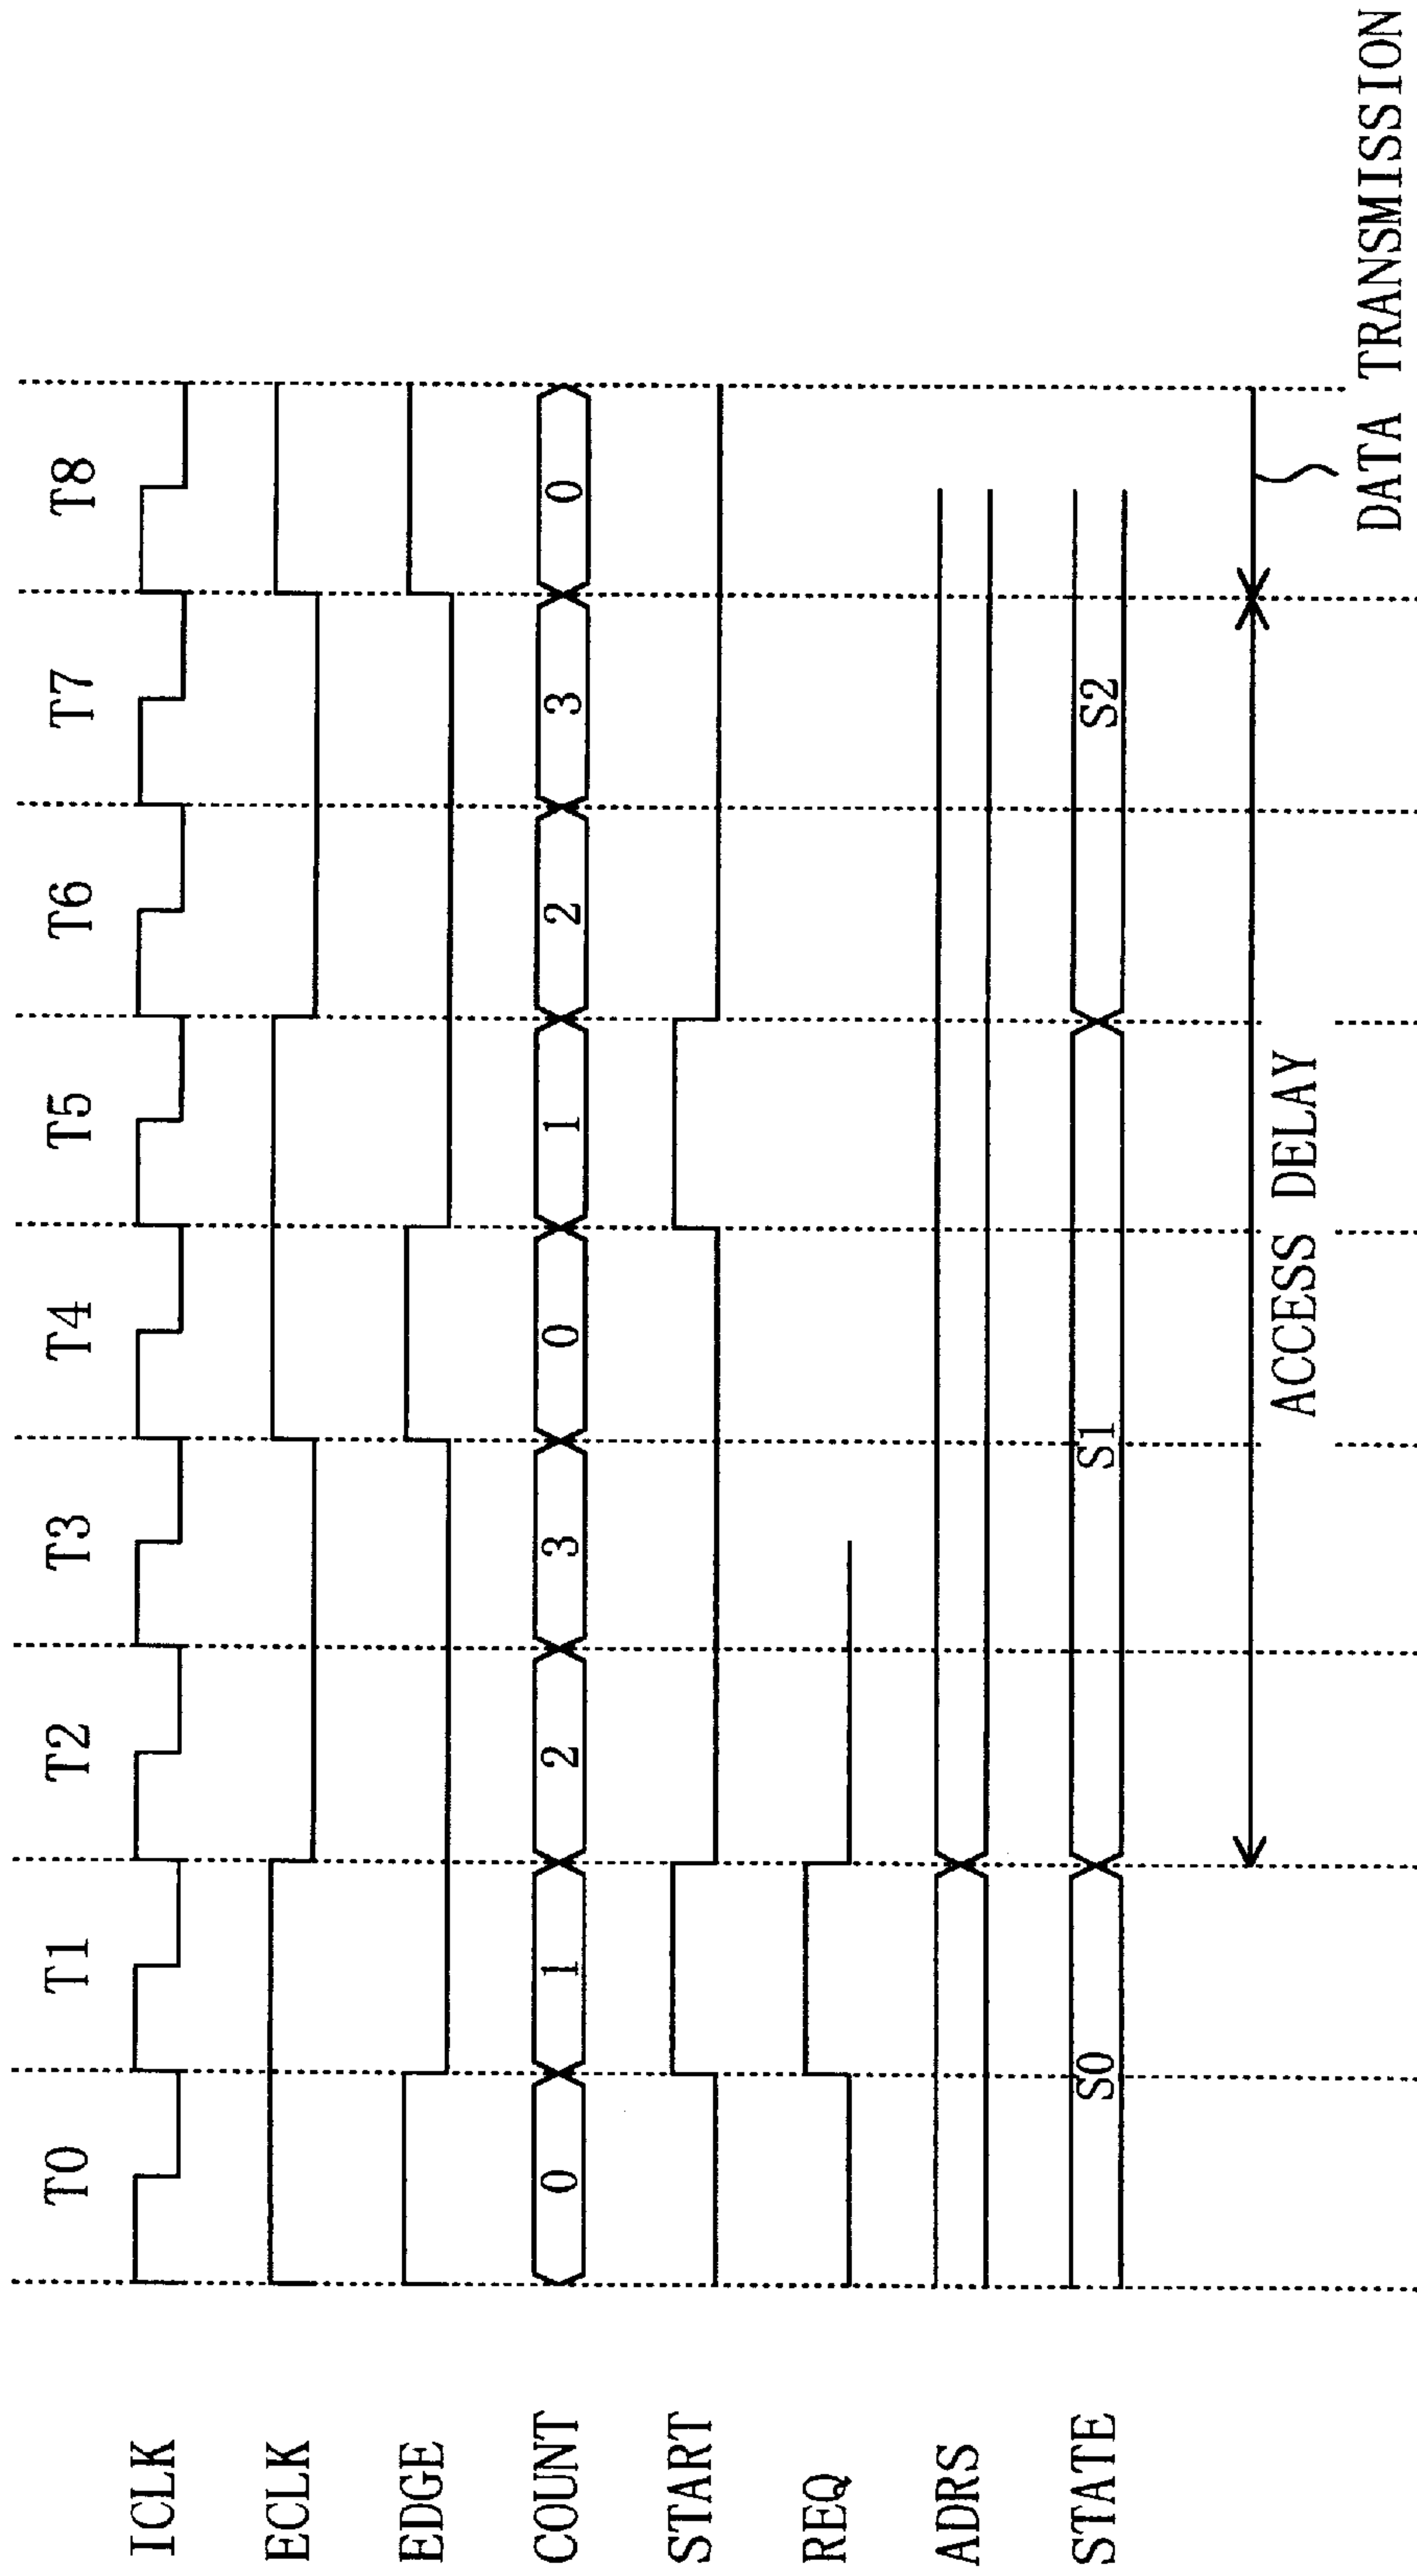 T0 T1 T2 T3 T4 T5 T6 T7 T8
ICLK
ECLK
EDGE
COUNT 0 1 2 3 0 1 2 3 0
START
REQ
ADRS
STATE S0 S1 S2
ACCESS DELAY
DATA TRANSMISSION